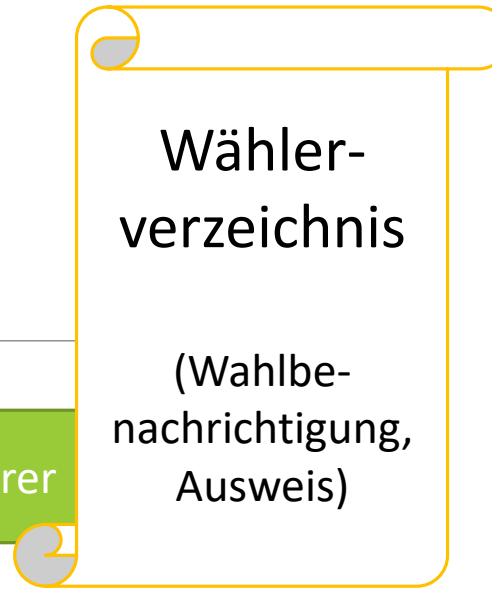 Wähler-
verzeichnis
(Wahlbe-
nachrichtigung,
Ausweis)
rer